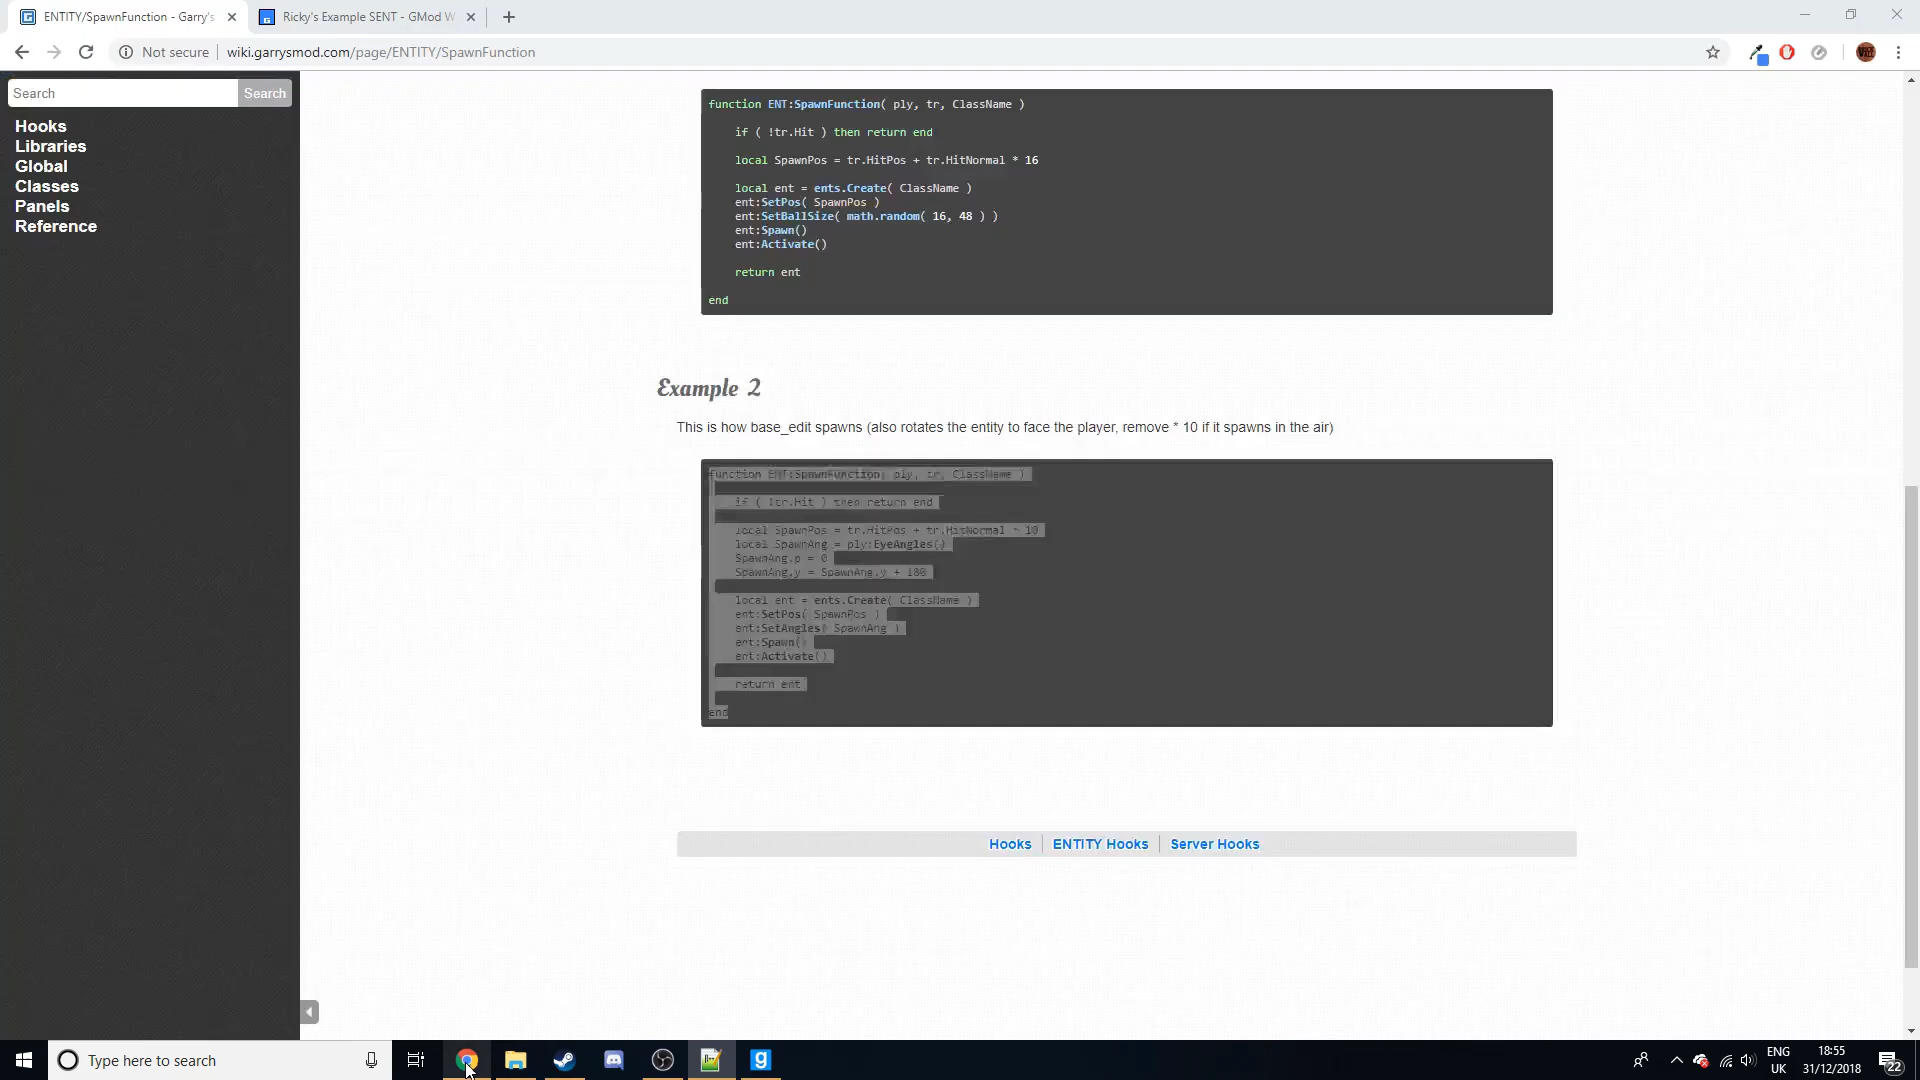 ENTITY/SpawnFunction - Garry's
Ricky's Example SENT - GMod W
Not secure
wiki.garrysmod.com/page/ENTITY/SpawnFunction
Search
Search
Hooks
Libraries
Global
Classes
Panels
Reference
function ENT:SpawnFunction( ply, tr, ClassName )
if ( !tr.Hit ) then return end
local SpawnPos = tr.HitPos + tr.HitNormal * 16
local ent = ents.Create( ClassName )
ent:SetPos( SpawnPos )
ent:SetBallSize( math.random( 16, 48 ) )
ent:Spawn()
ent:Activate()
return ent
end
Example 2
This is how base_edit spawns (also rotates the entity to face the player, remove * 10 if it spawns in the air)
function ENT:SpawnFunction( ply, tr, ClassName )
if ( !tr.Hit ) then return end
local SpawnPos = tr.HitPos + tr.HitNormal * 10
local SpawnAng = ply:EyeAngles()
SpawnAng.p = 0
SpawnAng.y = SpawnAng.y + 180
local ent = ents.Create( ClassName )
ent:SetPos( SpawnPos )
ent:SetAngles( SpawnAng )
ent:Spawn()
ent:Activate()
return ent
end
Hooks
ENTITY Hooks
Server Hooks
Type here to search
ENG
UK
18:55
31/12/2018
22